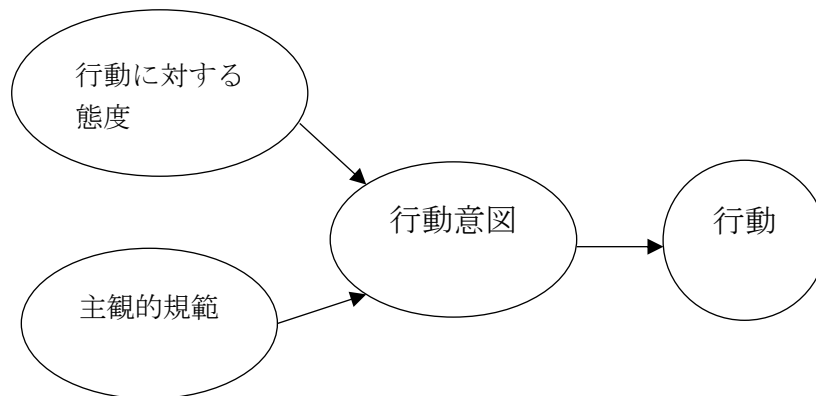 行動に対する
態度
行動意図
行動
主観的規範